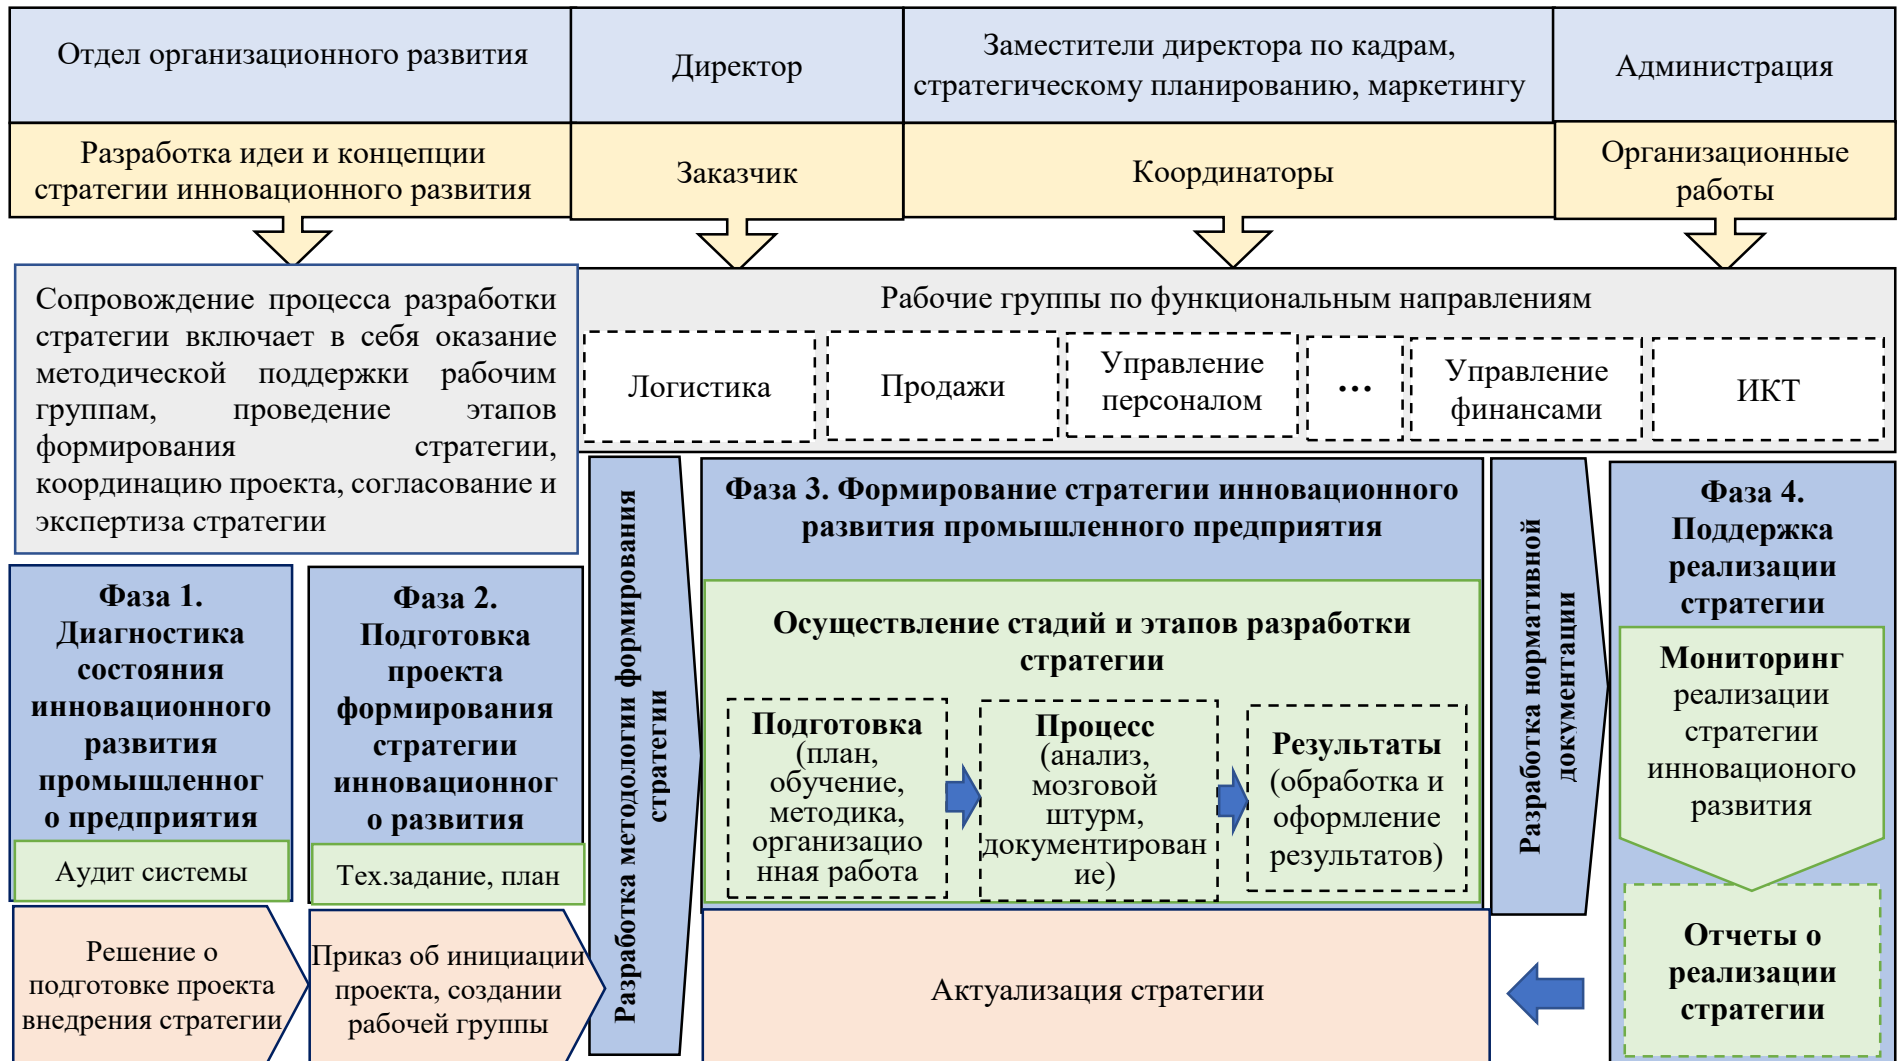 Отдел организационного развития
Директор
Заместители директора по кадрам,
стратегическому планированию, маркетингу
Администрация
Разработка идеи и концепции
стратегии инновационного развития
Заказчик
Координаторы
Организационные
работы
Сопровождение процесса разработки
стратегии включает в себя оказание
методической поддержки рабочим
группам, проведение этапов
формирования стратегии,
координацию проекта, согласование и
экспертиза стратегии
Рабочие группы по функциональным направлениям
Логистика
Продажи
Управление
персоналом
...
Управление
финансами
ИКТ
Фаза 1.
Диагностика
состояния
инновационного
развития
промышленног
о предприятия
Аудит системы
Решение о
подготовке проекта
внедрения стратегии
Фаза 2.
Подготовка
проекта
формирования
стратегии
инновационног
о развития
Тех.задание, план
Приказ об инициации
проекта, создании
рабочей группы
Разработка методологии формирования
стратегии
Фаза 3. Формирование стратегии инновационного
развития промышленного предприятия
Осуществление стадий и этапов разработки
стратегии
Подготовка
(план,
обучение,
методика,
организацио
нная работа
Процесс
(анализ,
мозговой
штурм,
документирован
ие)
Результаты
(обработка и
оформление
результатов)
Актуализация стратегии
Разработка нормативной
документации
Фаза 4.
Поддержка
реализации
стратегии
Мониторинг
реализации
стратегии
инновационого
развития
Отчеты о
реализации
стратегии